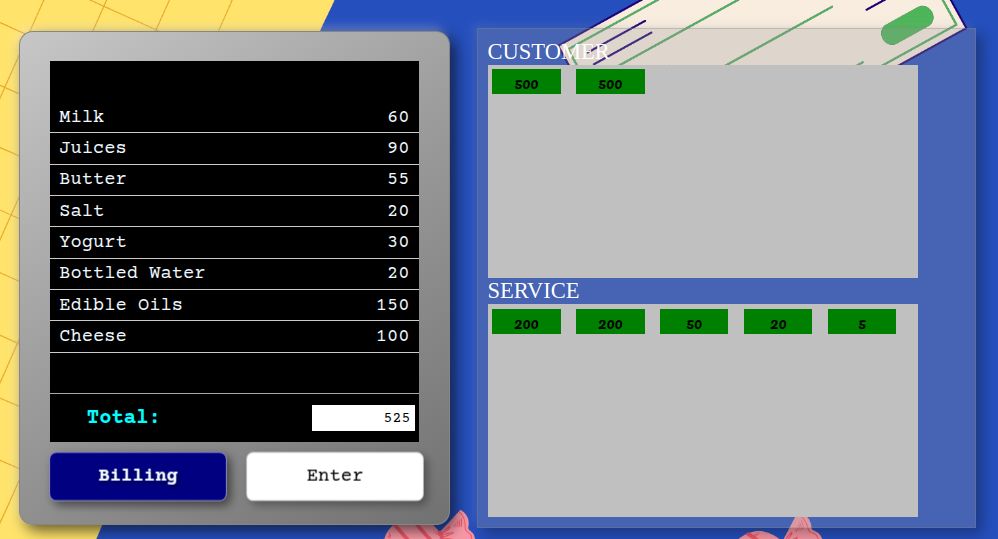 Milk 60
Juices 90
Butter 55
Salt 20
Yogurt 30
Bottled Water 20
Edible Oils 150
Cheese 100
Total: 525
Billing Enter
CUSTOMER
500 500
SERVICE
200 200 50 20 5